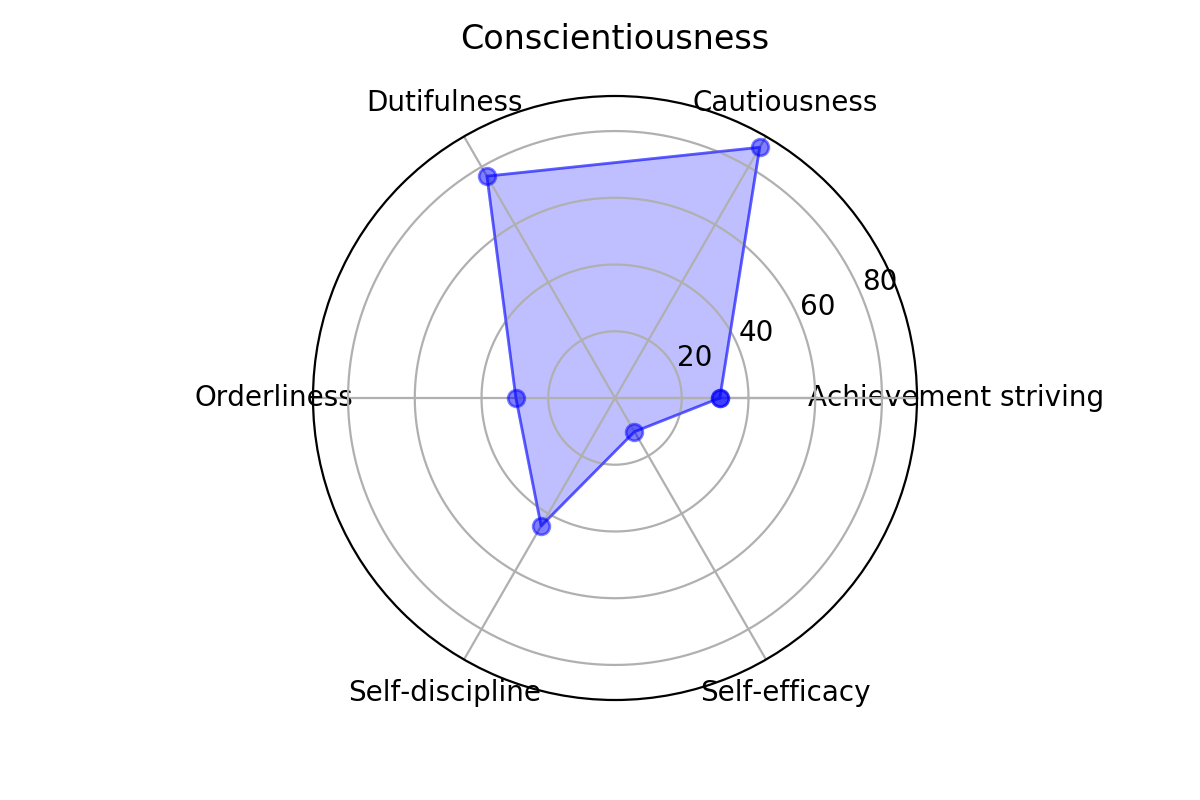 Conscientiousness
Dutifulness
Cautiousness
80
60
40
20
Orderliness
Achievement striving
Self-discipline
Self-efficacy